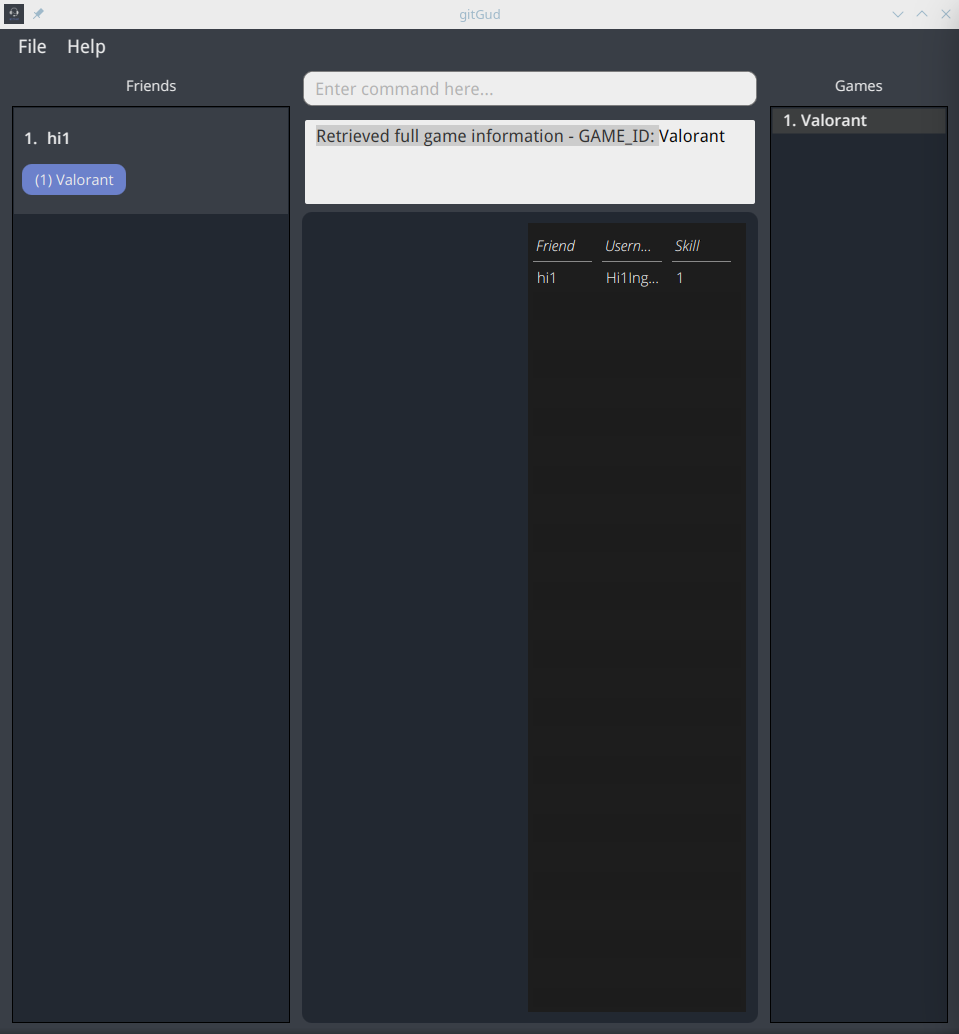 gitGud
File Help
Friends
1. hi1
(1) Valorant
Enter command here...
Retrieved full game information - GAME_ID: Valorant
Friend Usern... Skill
hi1 Hi1Ing... 1
Games
1. Valorant